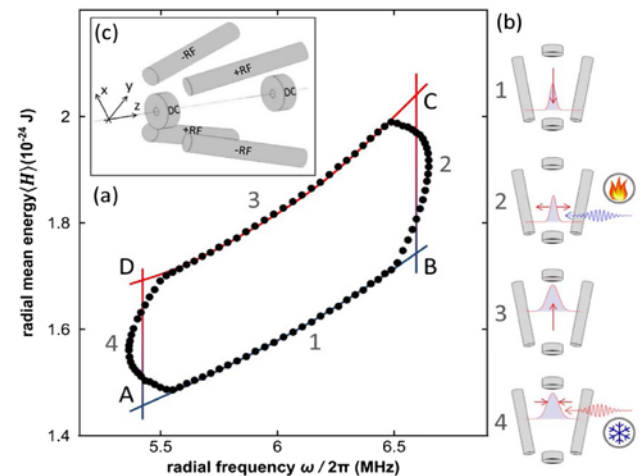 (c)
-RF
+RF
DC
DC
+RF
-RF
x
y
z
(a)
radial mean energy⟨H⟩(10⁻²⁴ J)
2
1.8
1.6
1.4
A
B
C
D
1
2
3
4
5.5
6
6.5
radial frequency ω / 2π (MHz)
(b)
1
2
3
4